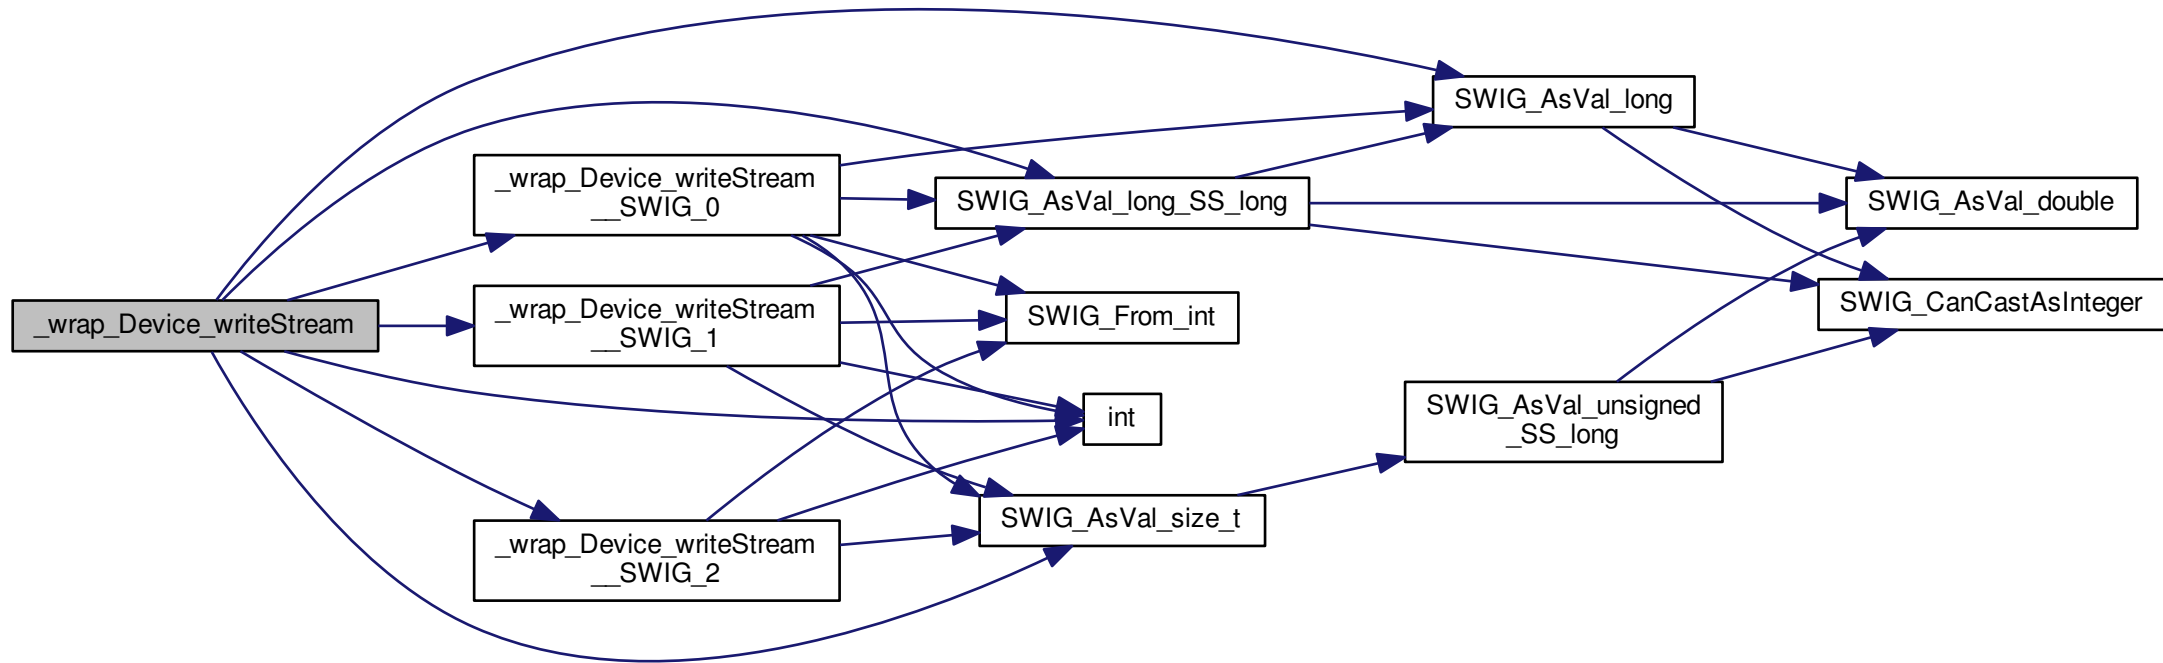 _wrap_Device_writeStream
_wrap_Device_writeStream
__SWIG_0
_wrap_Device_writeStream
__SWIG_1
_wrap_Device_writeStream
__SWIG_2
SWIG_AsVal_long_SS_long
SWIG_From_int
int
SWIG_AsVal_size_t
SWIG_AsVal_long
SWIG_AsVal_unsigned
_SS_long
SWIG_AsVal_double
SWIG_CanCastAsInteger